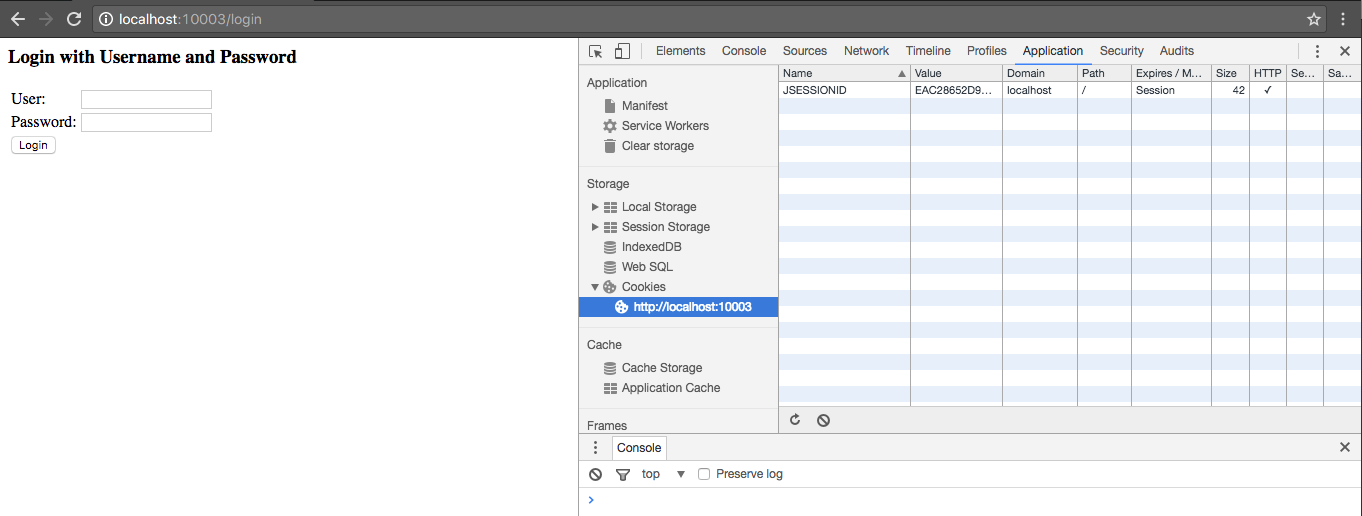 localhost:10003/login
Login with Username and Password
User:
Password:
Login
Elements Console Sources Network Timeline Profiles Application Security Audits
Application
Manifest
Service Workers
Clear storage
Storage
Local Storage
Session Storage
IndexedDB
Web SQL
Cookies
http://localhost:10003
Cache
Cache Storage
Application Cache
Frames
Name Value Domain Path Expires / M... Size HTTP Se... Sa...
JSESSIONID EAC28652D9... localhost / Session 42 ✓
Console
top Preserve log